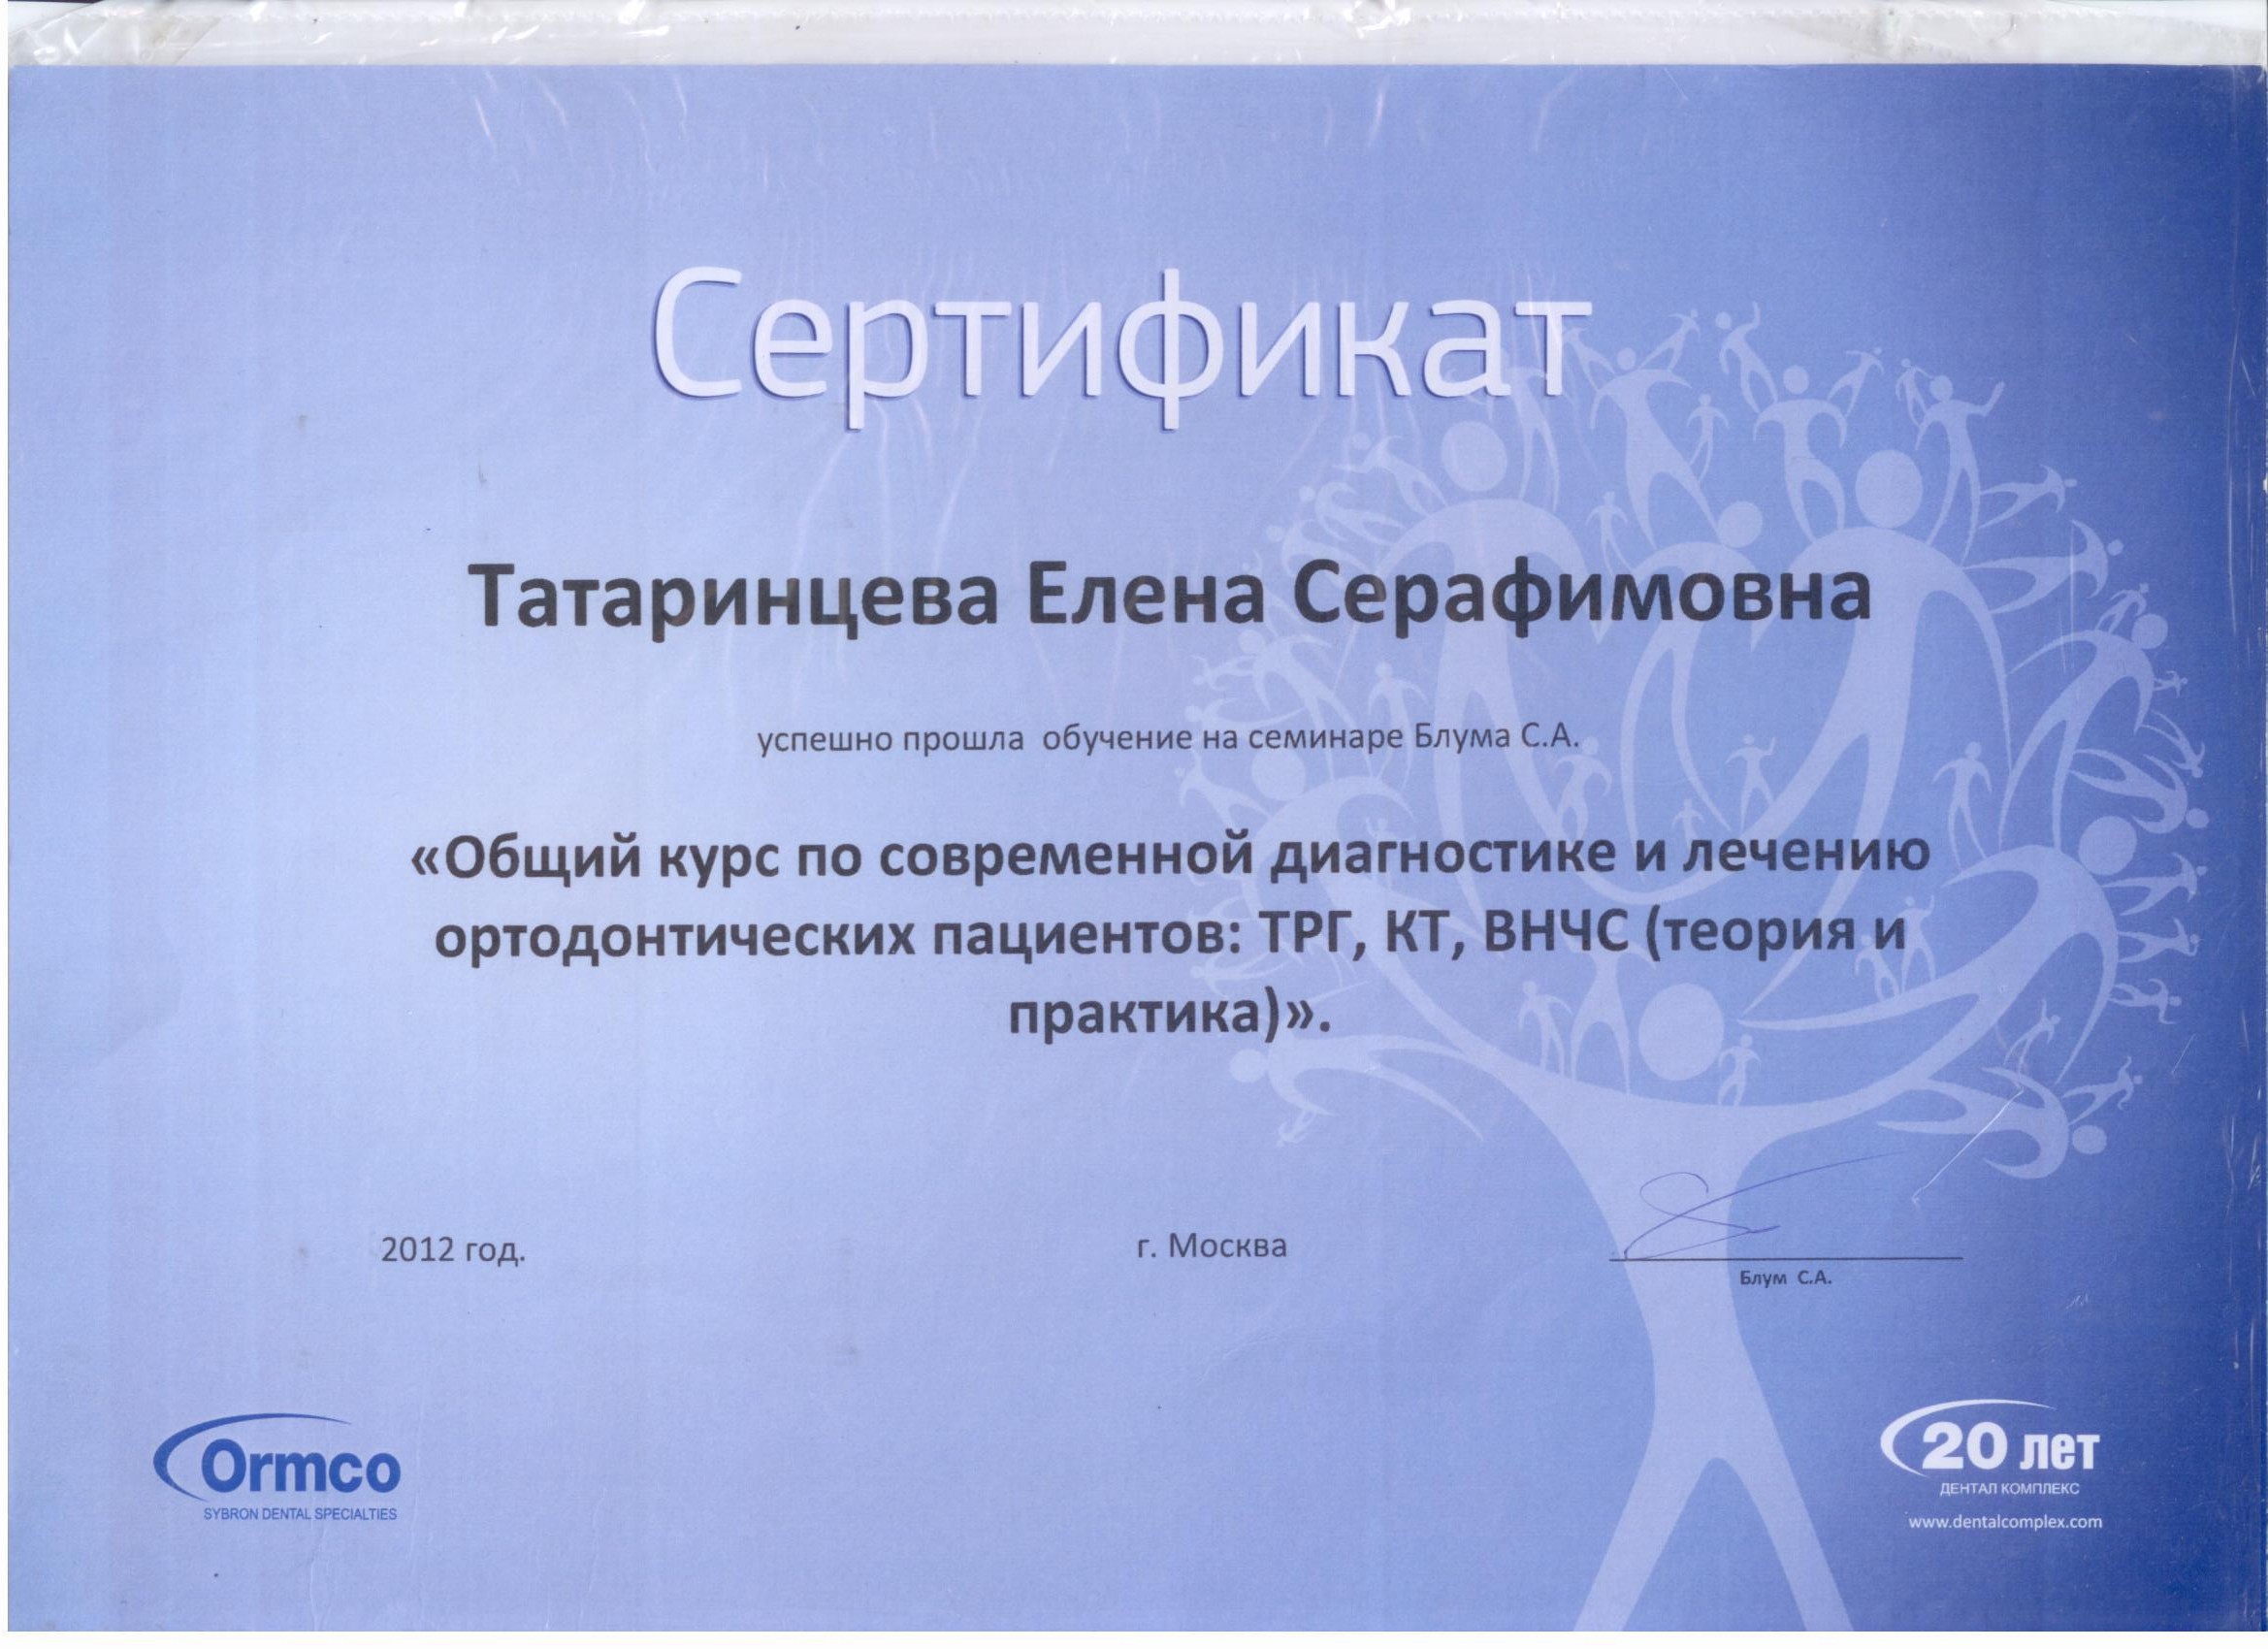 Сертификат
Татаринцева Елена Серафимовна
успешно прошла обучение на семинаре Блума С.А.
«Общий курс по современной диагностике и лечению
ортодонтических пациентов: ТРГ, КТ, ВНЧС (теория и
практика)».
2012 год.
г. Москва
Блум С.А.
Ormco
SYBRON DENTAL SPECIALTIES
20 лет
ДЕНТАЛ КОМПЛЕКС
www.dentalcomplex.com